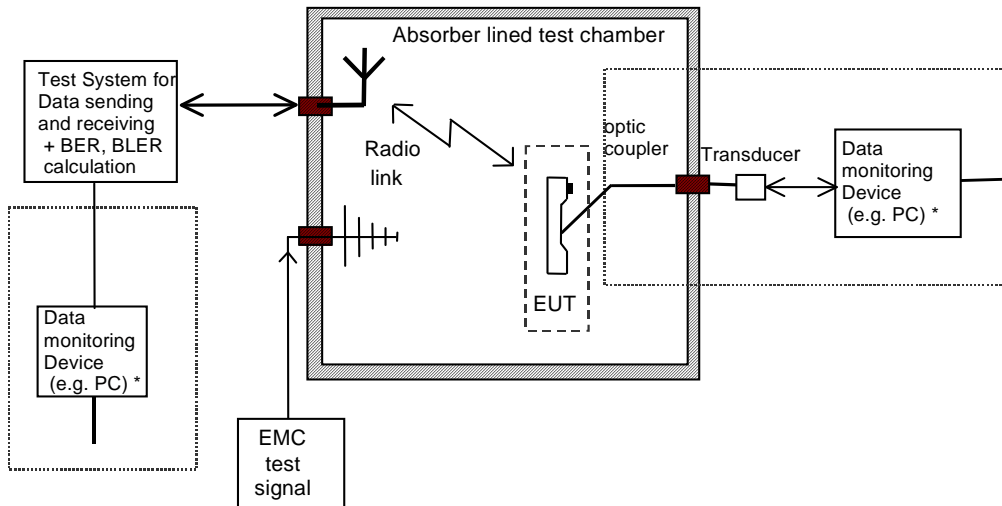 Absorber lined test chamber
Test System for
Data sending
and receiving
+ BER, BLER
calculation
Radio
link
optic
coupler
Transducer
Data
monitoring
Device
(e.g. PC) *
EUT
Data
monitoring
Device
(e.g. PC) *
EMC
test
signal